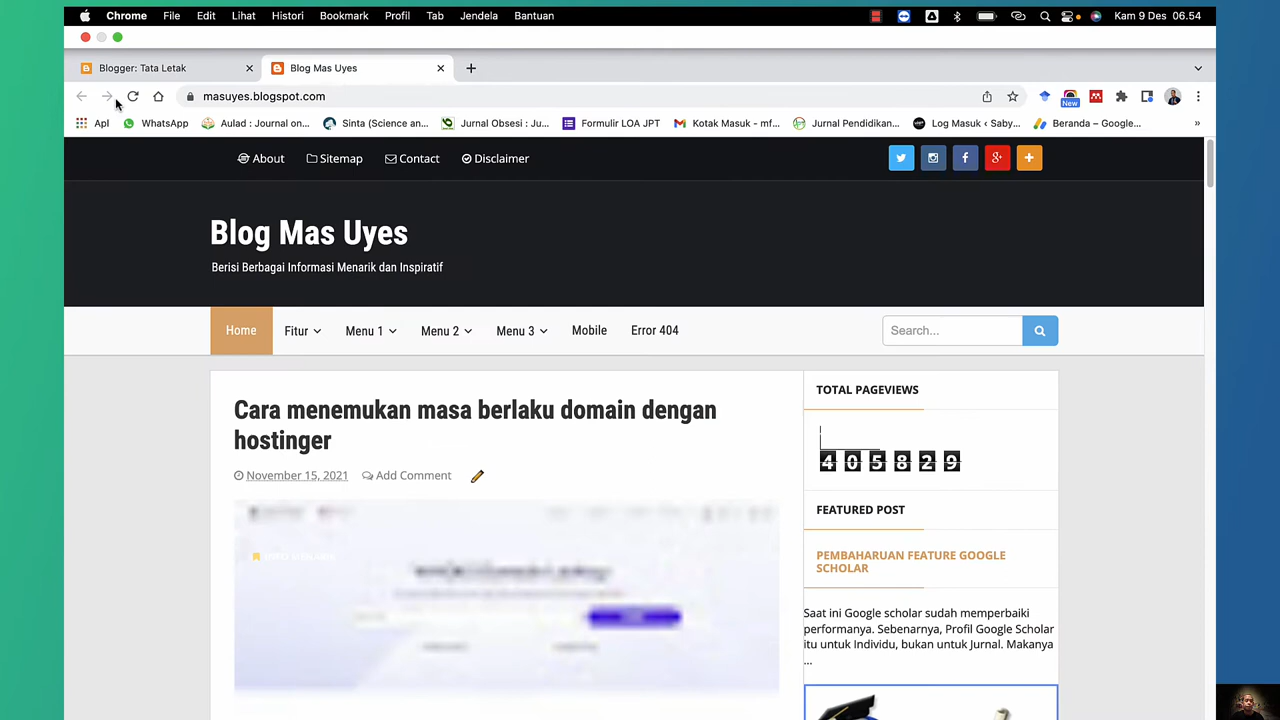 Chrome File Edit Lihat Histori Bookmark Profil Tab Jendela Bantuan Kam 9 Des 06.54
Blogger: Tata Letak Blog Mas Uyes
masuyes.blogspot.com New
Apl WhatsApp Aulad : Journal on... Sinta (Science an... Jurnal Obsesi : Ju... Formulir LOA JPT Kotak Masuk - mf... Jurnal Pendidikan... Log Masuk ‹ Saby... Beranda – Google... »
About Sitemap Contact Disclaimer
Blog Mas Uyes
Berisi Berbagai Informasi Menarik dan Inspiratif
Home Fitur Menu 1 Menu 2 Menu 3 Mobile Error 404 Search...
Cara menemukan masa berlaku domain dengan
hostinger
November 15, 2021 Add Comment
TOTAL PAGEVIEWS
405829
FEATURED POST
PEMBAHARUAN FEATURE GOOGLE
SCHOLAR
Saat ini Google scholar sudah memperbaiki
performanya. Sebenarnya, Profil Google Scholar
itu untuk Individu, bukan untuk Jurnal. Makanya
...